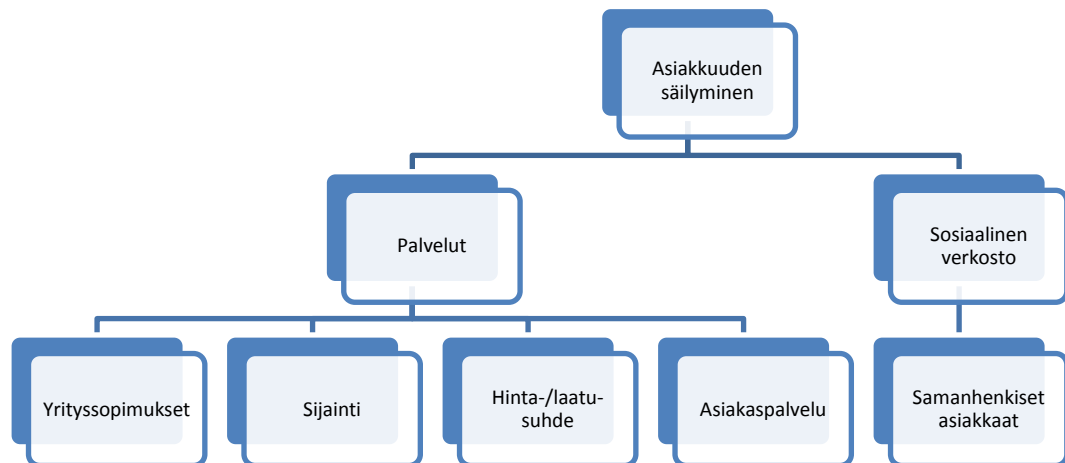 Asiakkuuden
säilyminen
Palvelut
Sosiaalinen
verkosto
Yrityssopimukset
Sijainti
Hinta-/laatu-
suhde
Asiakaspalvelu
Samanhenkiset
asiakkaat